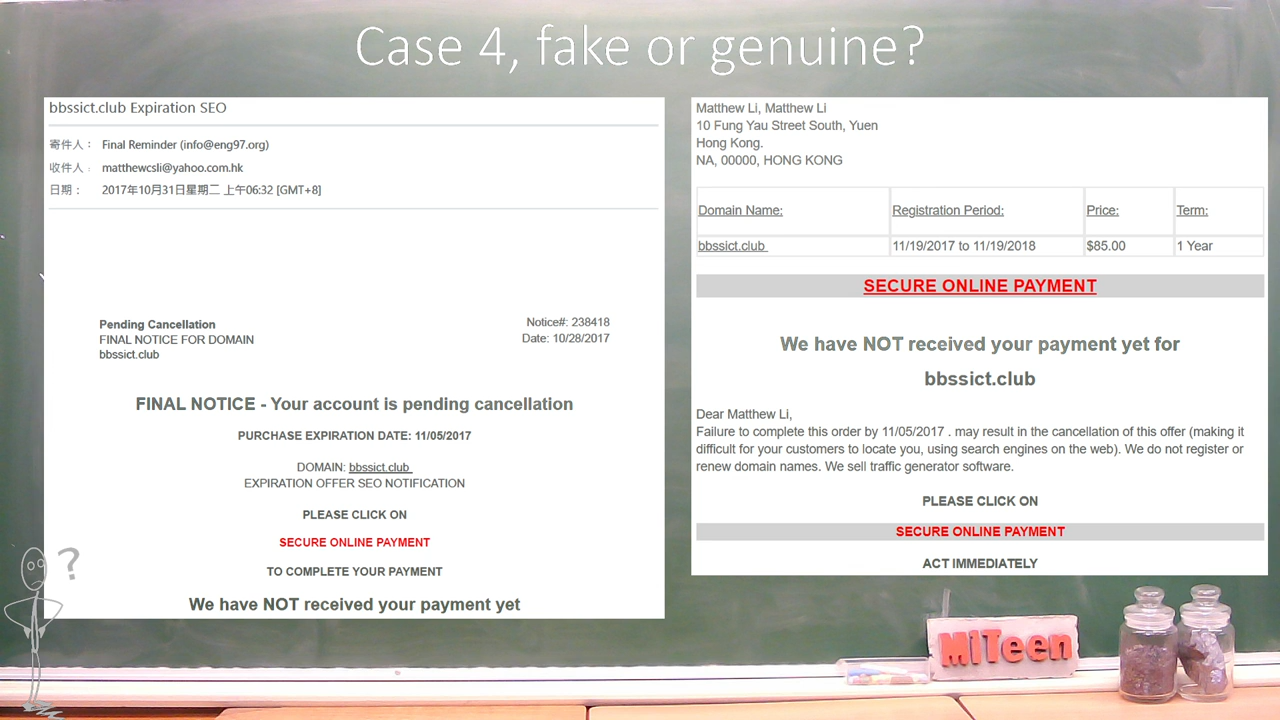 Case 4, fake or genuine?
bbssict.club Expiration SEO
寄件人： Final Reminder (info@eng97.org)
收件人： matthewcsli@yahoo.com.hk
日期： 2017年10月31日星期二 上午06:32 [GMT+8]
Pending Cancellation
FINAL NOTICE FOR DOMAIN
bbssict.club
Notice#: 238418
Date: 10/28/2017
FINAL NOTICE - Your account is pending cancellation
PURCHASE EXPIRATION DATE: 11/05/2017
DOMAIN: bbssict.club
EXPIRATION OFFER SEO NOTIFICATION
PLEASE CLICK ON
SECURE ONLINE PAYMENT
TO COMPLETE YOUR PAYMENT
We have NOT received your payment yet
Matthew Li, Matthew Li
10 Fung Yau Street South, Yuen
Hong Kong.
NA, 00000, HONG KONG
Domain Name: Registration Period: Price: Term:
bbssict.club 11/19/2017 to 11/19/2018 $85.00 1 Year
SECURE ONLINE PAYMENT
We have NOT received your payment yet for
bbssict.club
Dear Matthew Li,
Failure to complete this order by 11/05/2017 . may result in the cancellation of this offer (making it
difficult for your customers to locate you, using search engines on the web). We do not register or
renew domain names. We sell traffic generator software.
PLEASE CLICK ON
SECURE ONLINE PAYMENT
ACT IMMEDIATELY
?
MiTeen